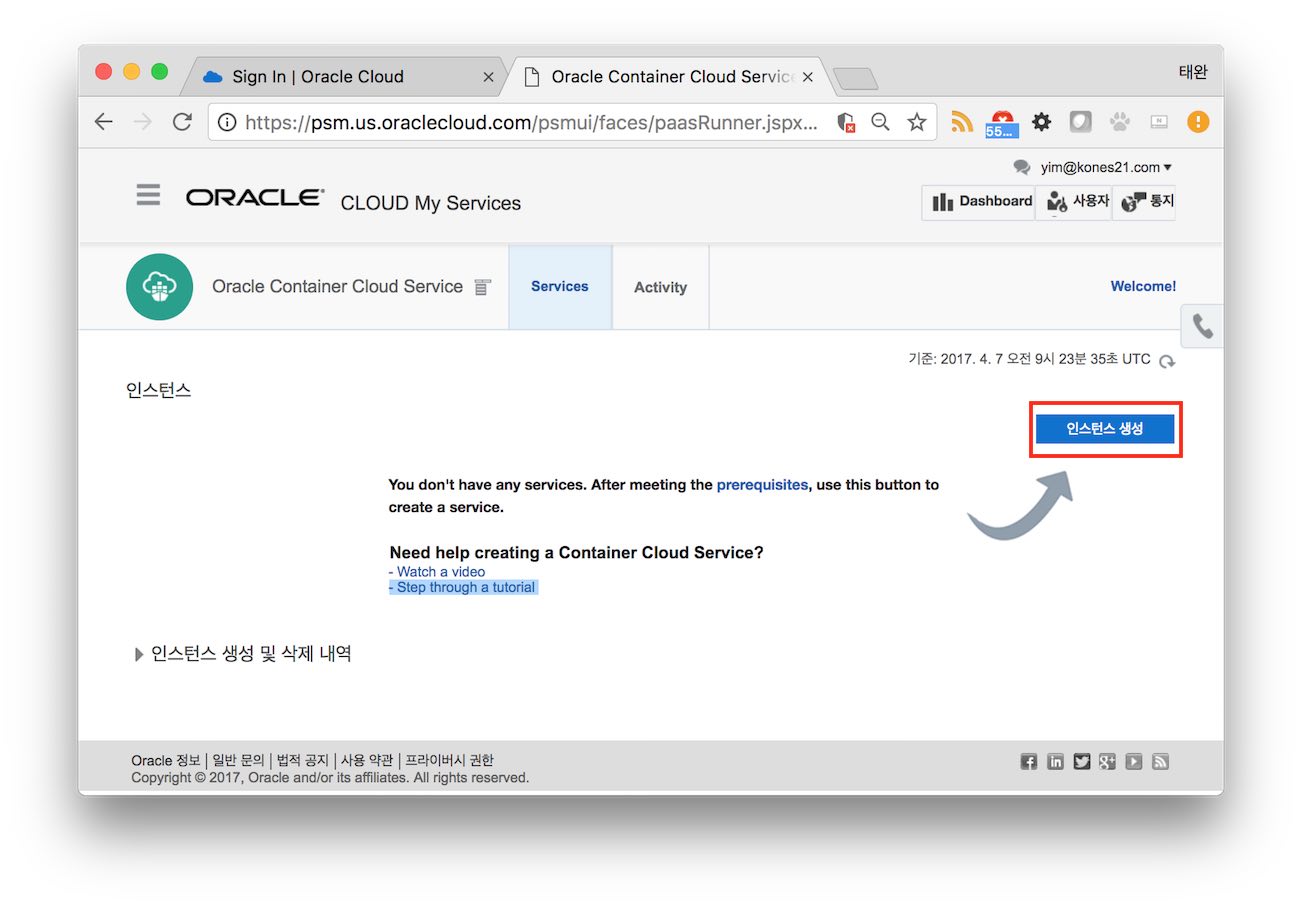 Sign In | Oracle Cloud
Oracle Container Cloud Service
태완
https://psm.us.oraclecloud.com/psmui/faces/paasRunner.jspx...
55...
N
yim@kones21.com
ORACLE CLOUD My Services
Dashboard 사용자 통지
Oracle Container Cloud Service
Services
Activity
Welcome!
기준: 2017. 4. 7 오전 9시 23분 35초 UTC
인스턴스
인스턴스 생성
You don't have any services. After meeting the prerequisites, use this button to
create a service.
Need help creating a Container Cloud Service?
- Watch a video
- Step through a tutorial
인스턴스 생성 및 삭제 내역
Oracle 정보 | 일반 문의 | 법적 공지 | 사용 약관 | 프라이버시 권한
Copyright © 2017, Oracle and/or its affiliates. All rights reserved.